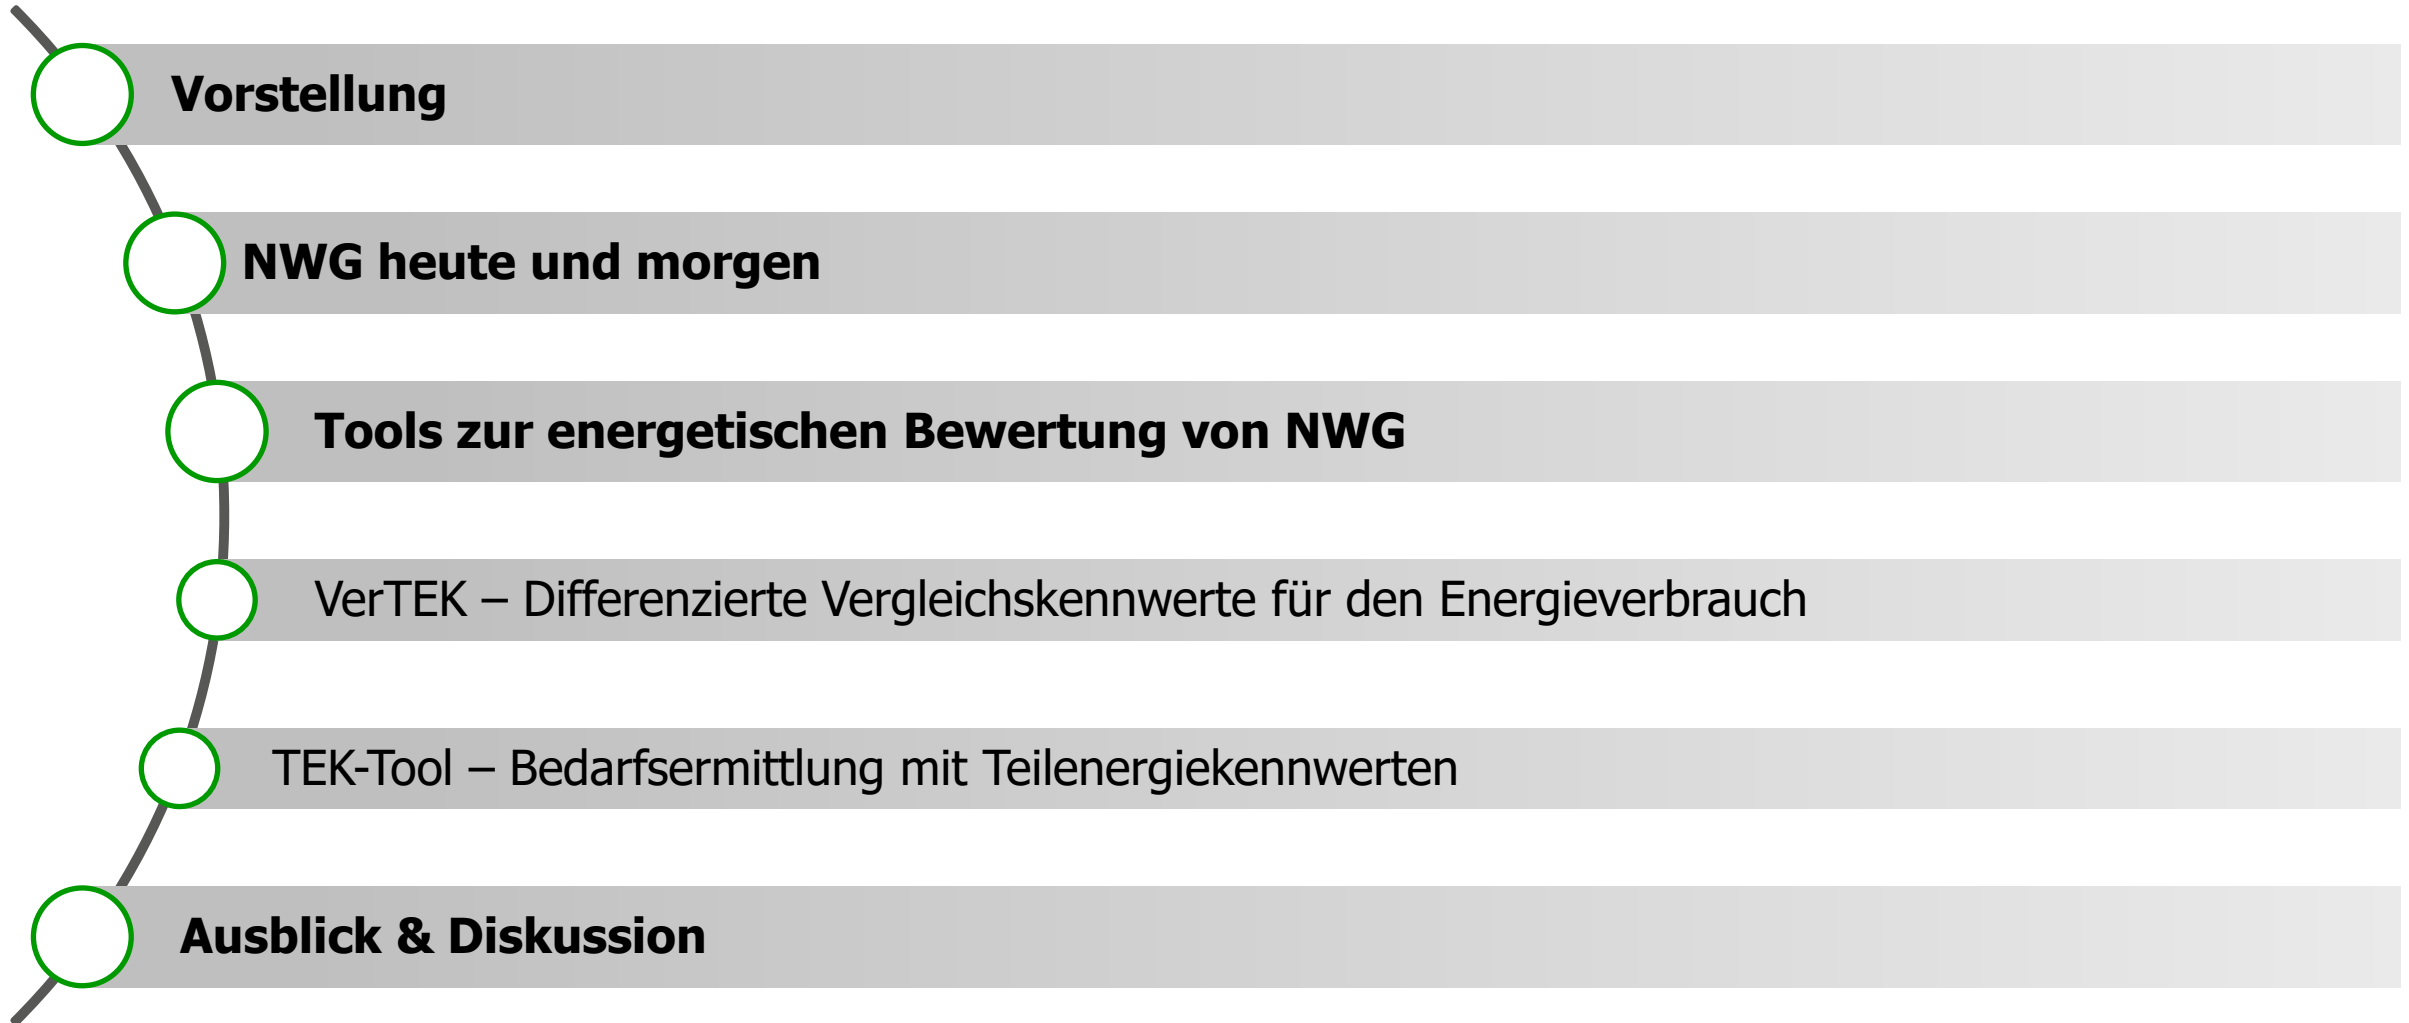 Vorstellung
NWG heute und morgen
Tools zur energetischen Bewertung von NWG
VerTEK – Differenzierte Vergleichskennwerte für den Energieverbrauch
TEK-Tool – Bedarfsermittlung mit Teilenergiekennwerten
Ausblick & Diskussion